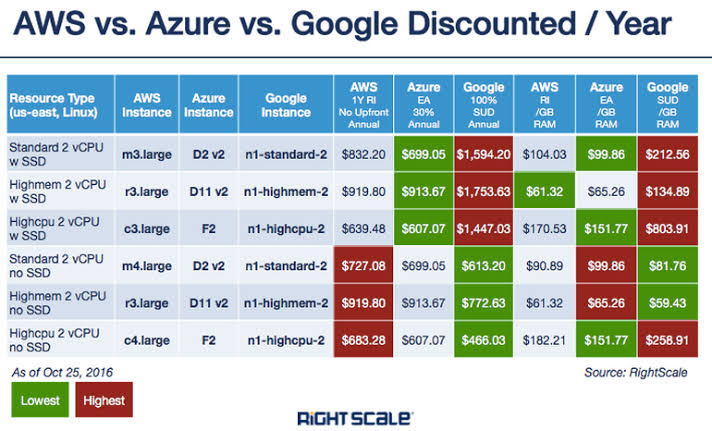 AWS vs. Azure vs. Google Discounted / Year
Resource Type (us-east, Linux) AWS Instance Azure Instance Google Instance AWS 1Y RI No Upfront Annual Azure EA 30% Annual Google 100% SUD Annual AWS RI /GB RAM Azure EA /GB RAM Google SUD /GB RAM
Standard 2 vCPU w SSD m3.large D2 v2 n1-standard-2 $832.20 $699.05 $1,594.20 $104.03 $99.86 $212.56
Highmem 2 vCPU w SSD r3.large D11 v2 n1-highmem-2 $919.80 $913.67 $1,753.63 $61.32 $65.26 $134.89
Highcpu 2 vCPU w SSD c3.large F2 n1-highcpu-2 $639.48 $607.07 $1,447.03 $170.53 $151.77 $803.91
Standard 2 vCPU no SSD m4.large D2 v2 n1-standard-2 $727.08 $699.05 $613.20 $90.89 $99.86 $81.76
Highmem 2 vCPU no SSD r3.large D11 v2 n1-highmem-2 $919.80 $913.67 $772.63 $61.32 $65.26 $59.43
Highcpu 2 vCPU no SSD c4.large F2 n1-highcpu-2 $683.28 $607.07 $466.03 $182.21 $151.77 $258.91
As of Oct 25, 2016 Source: RightScale
Lowest Highest
RIGHT SCALE